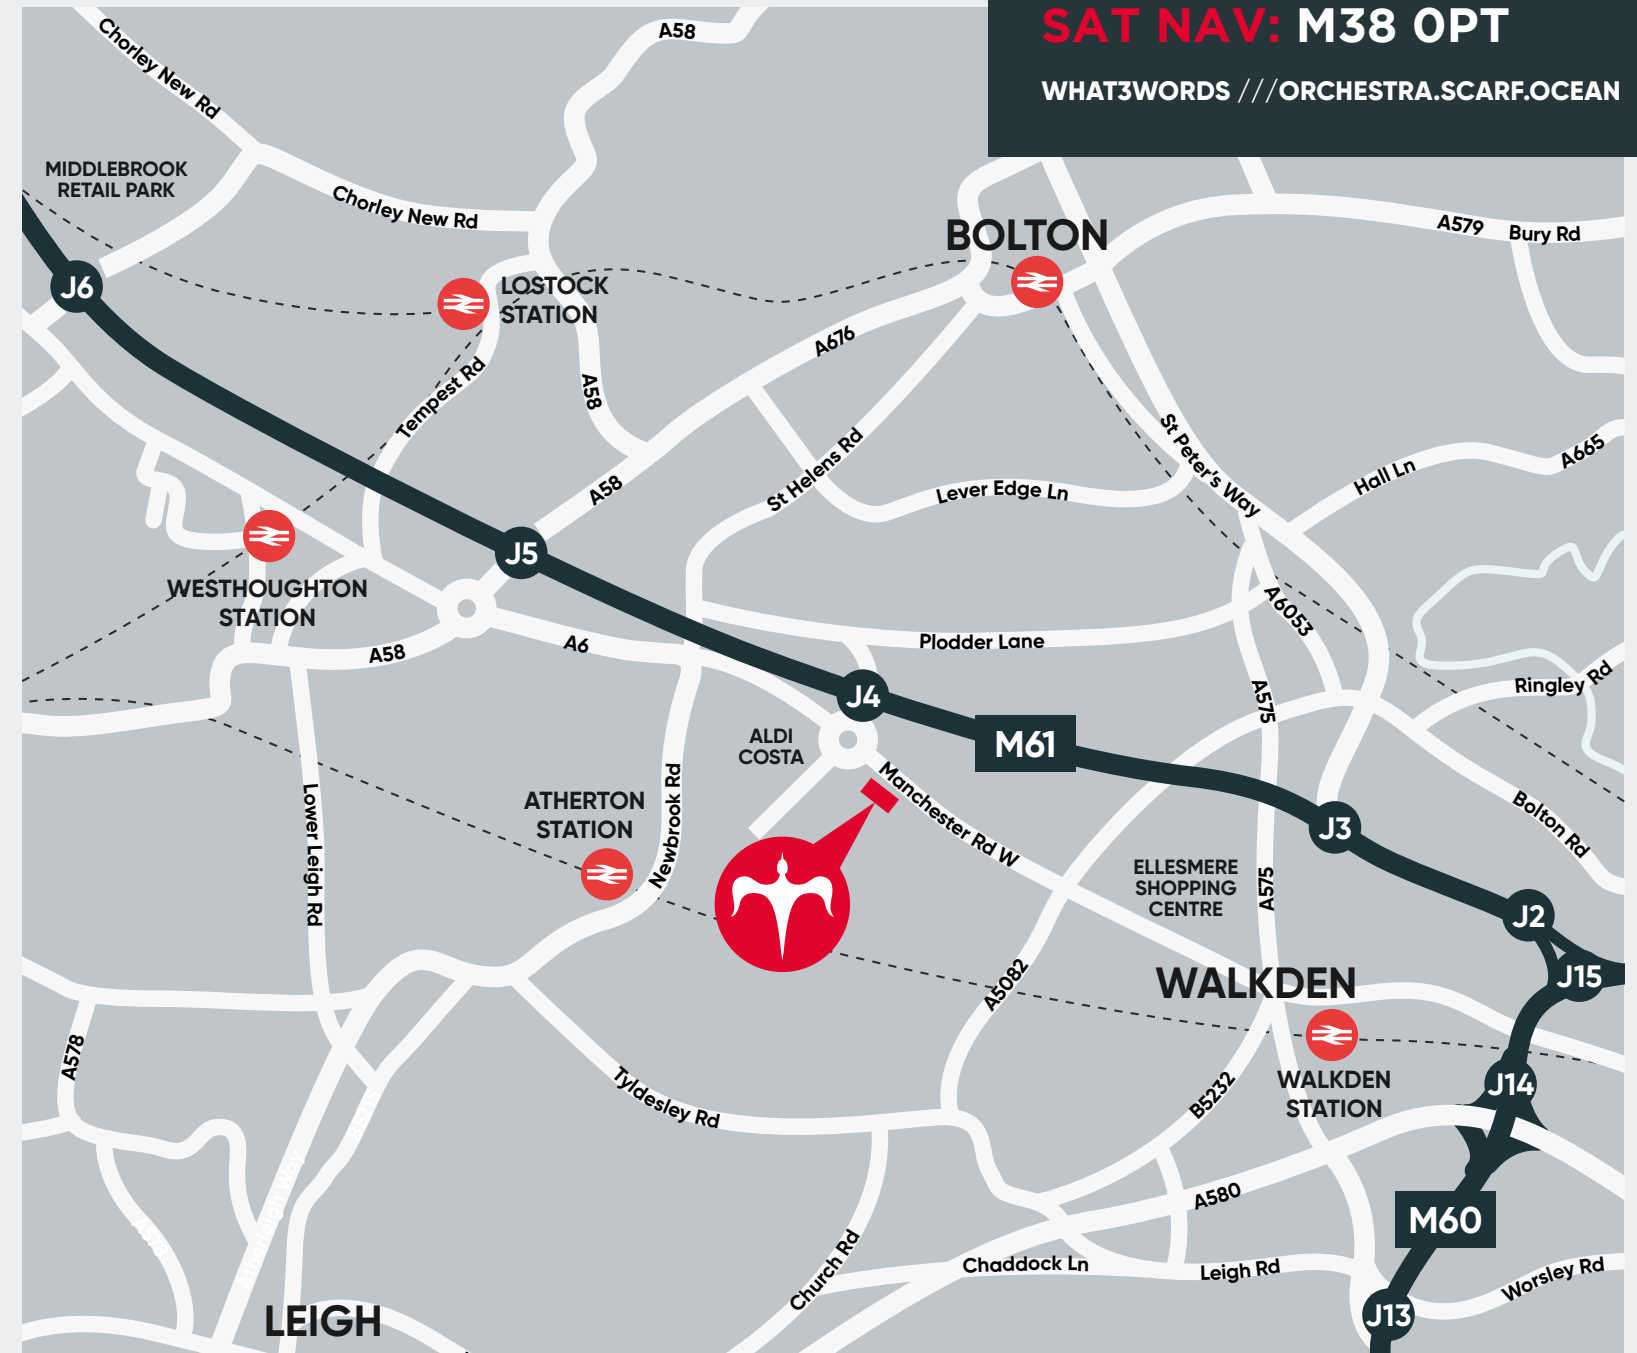 SAT NAV: M38 0PT
WHAT3WORDS ///ORCHESTRA.SCARF.OCEAN
A58
Chorley New Rd
MIDDLEBROOK
RETAIL PARK
Chorley New Rd
BOLTON
A579
Bury Rd
J6
LOSTOCK
STATION
A676
Tempest Rd
A58
St Peter's Way
A665
Hall Ln
St Helens Rd
A58
Lever Edge Ln
J5
WESTHOUGHTON
STATION
A6053
A58
A6
Plodder Lane
Ringley Rd
J4
A575
M61
ALDI
COSTA
Manchester Rd W
Newbrook Rd
Lower Leigh Rd
ATHERTON
STATION
Bolton Rd
J3
ELLESMERE
SHOPPING
CENTRE
A575
J2
J15
WALKDEN
A5082
A578
J14
WALKDEN
STATION
B5232
Tyldesley Rd
B5215
Atherleigh Way
A578
A580
M60
Church Rd
Chaddock Ln
Leigh Rd
Worsley Rd
J13
LEIGH